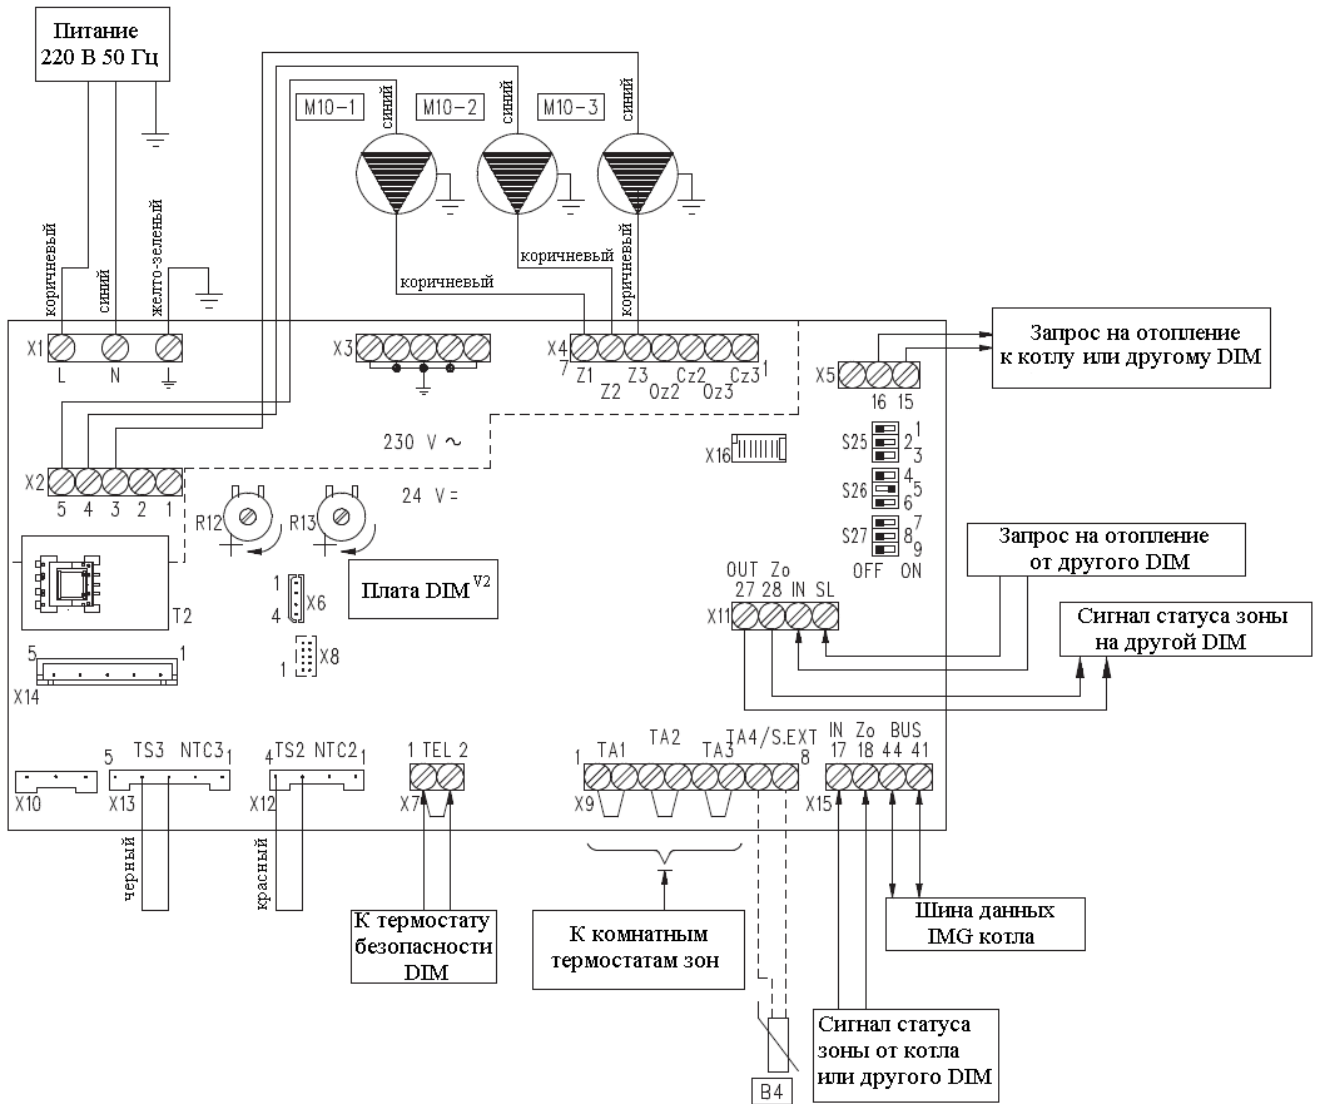 Питание
220 В 50 Гц
коричневый
синий
желто-зеленый
M10-1
синий
M10-2
синий
M10-3
синий
коричневый
коричневый
коричневый
X1
L N
X3
X4
7 Z1 Z3 Cz2 Cz3 1
Z2 Oz2 Oz3
X5
16 15
Запрос на отопление
к котлу или другому DIM
230 V ~
24 V =
X2
5 4 3 2 1
R12
R13
X16
S25
1
2
3
S26
4
5
6
S27
7
8
9
OFF ON
Плата DIM V2
T2
1
X6
4
X8
1
5 1
X14
OUT Zo
27 28 IN SL
X11
Запрос на отопление
от другого DIM
Сигнал статуса зоны
на другой DIM
X10
5 TS3 NTC3 1
X13
4 TS2 NTC2 1
X12
1 TEL 2
X7
1 TA1 TA2 TA3 TA4/S.EXT 8
X9
IN Zo BUS
17 18 44 41
X15
черный
красный
К термостату
безопасности
DIM
К комнатным
термостатам зон
Шина данных
IMG котла
Сигнал статуса
зоны от котла
или другого DIM
B4